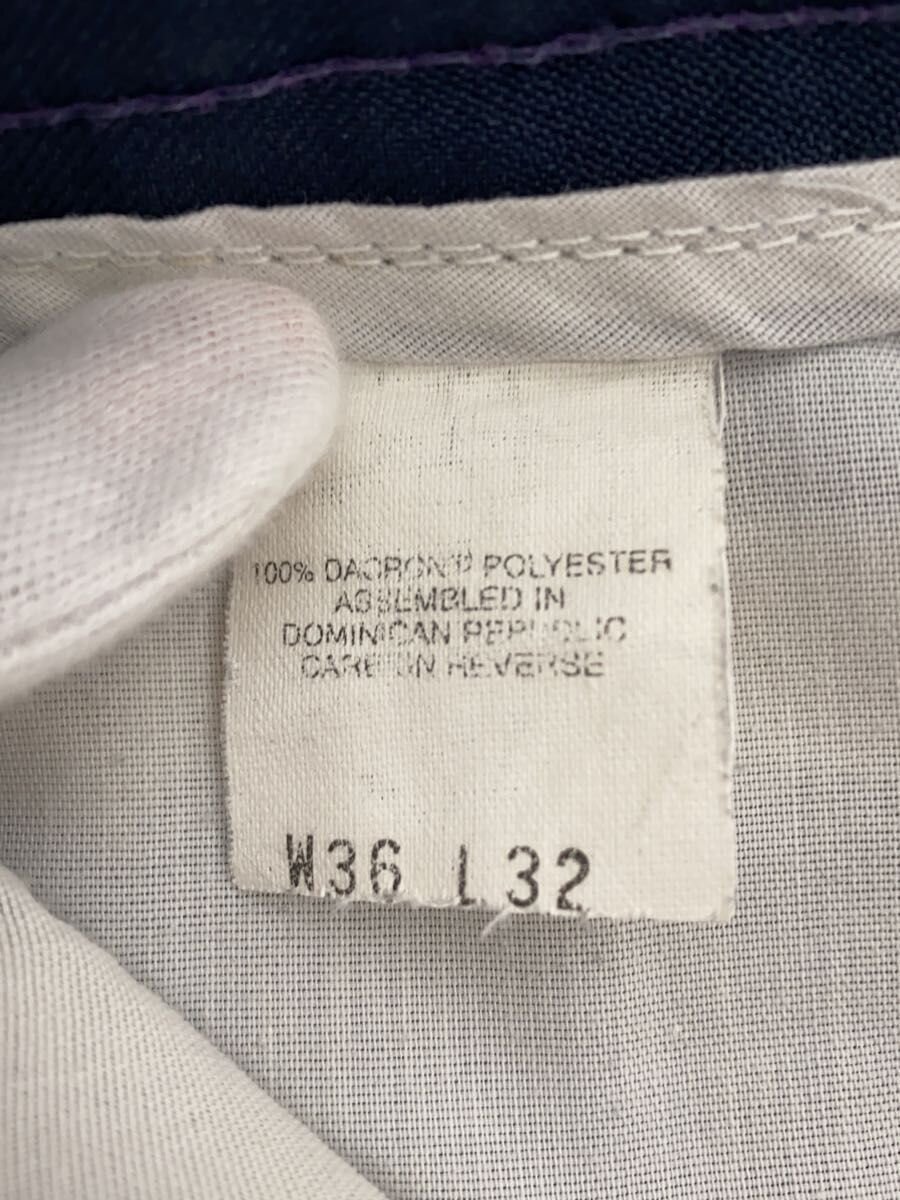 100% DACRON® POLYESTER
ASSEMBLED IN
DOMINICAN REPUBLIC
CARE ON REVERSE
W36 L32